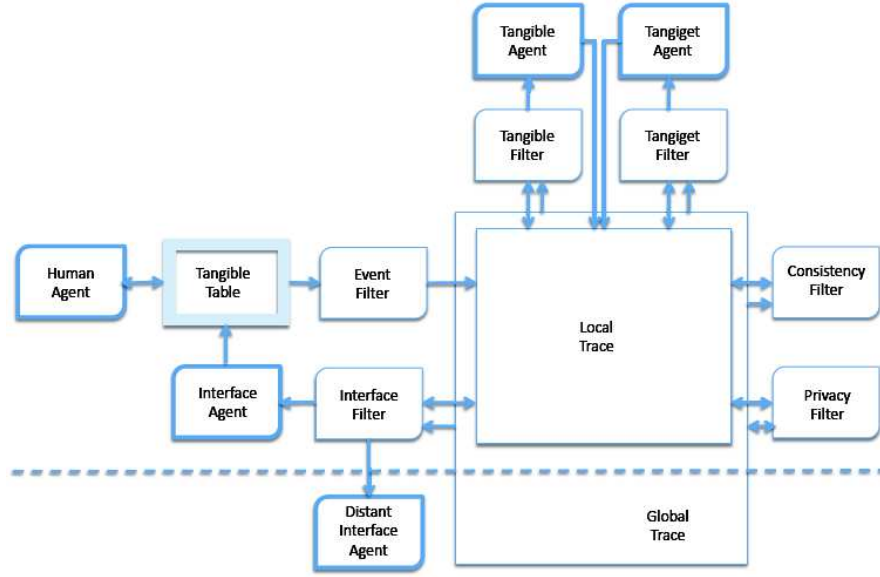 Tangible
Agent
Tangiget
Agent
Tangible
Filter
Tangiget
Filter
Human
Agent
Tangible
Table
Event
Filter
Consistency
Filter
Local
Trace
Interface
Agent
Interface
Filter
Privacy
Filter
Distant
Interface
Agent
Global
Trace